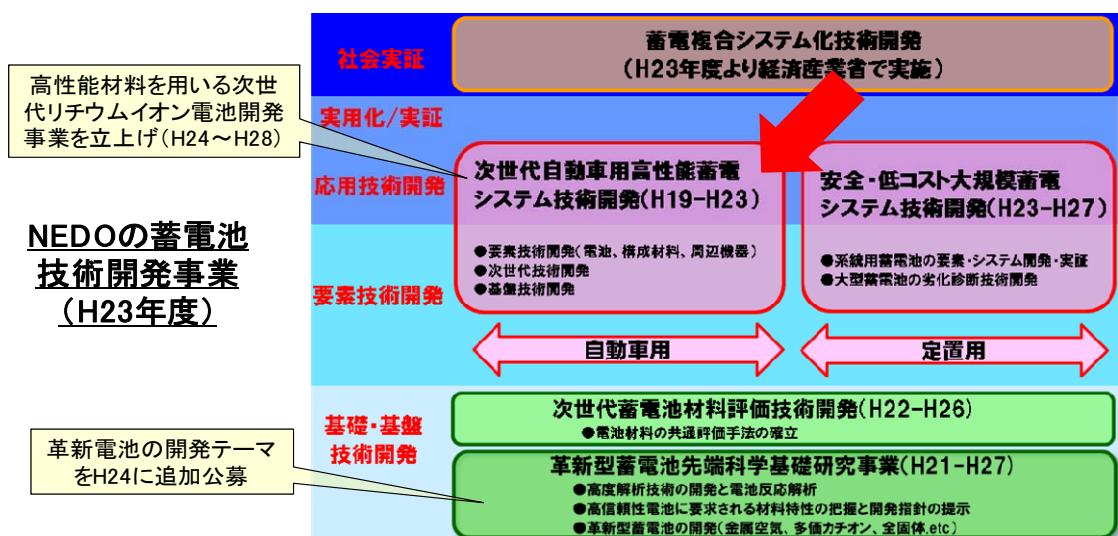 社会実証
蓄電複合システム化技術開発
(H23年度より経済産業省で実施)
高性能材料を用いる次世
代リチウムイオン電池開発
事業を立上げ(H24～H28)
実用化/実証
応用技術開発
次世代自動車用高性能蓄電
システム技術開発(H19-H23)
安全・低コスト大規模蓄電
システム技術開発(H23-H27)
NEDOの蓄電池
技術開発事業
(H23年度)
要素技術開発
●要素技術開発(電池、構成材料、周辺機器)
●次世代技術開発
●基盤技術開発
●系統用蓄電池の要素・システム開発・実証
●大型蓄電池の劣化診断技術開発
自動車用
定置用
基礎・基盤
技術開発
次世代蓄電池材料評価技術開発(H22-H26)
●電池材料の共通評価手法の確立
革新電池の開発テーマ
をH24に追加公募
革新型蓄電池先端科学基礎研究事業(H21-H27)
●高度解析技術の開発と電池反応解析
●高信頼性電池に要求される材料特性の把握と開発指針の提示
●革新型蓄電池の開発(金属空気、多価カチオン、全固体.etc)